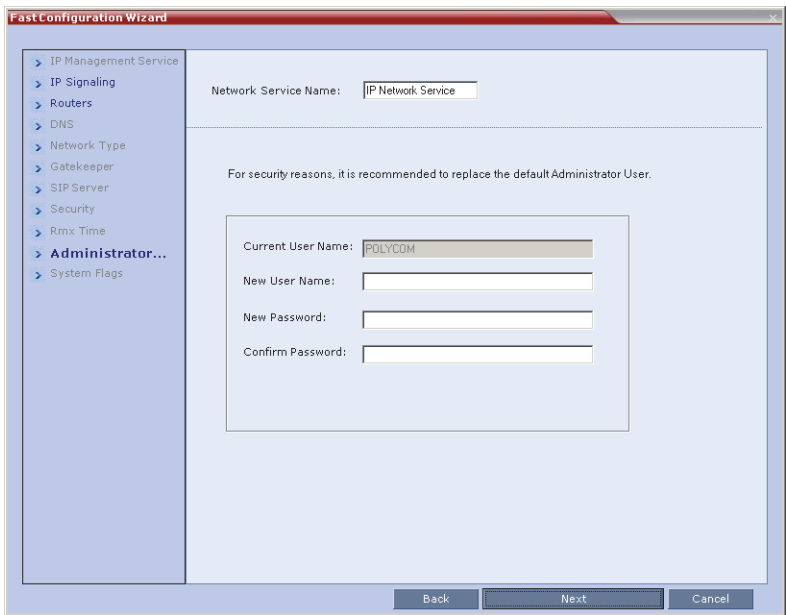 Fast Configuration Wizard
IP Management Service
IP Signaling
Routers
DNS
Network Type
Gatekeeper
SIP Server
Security
Rmx Time
Administrator...
System Flags
Network Service Name: IP Network Service
For security reasons, it is recommended to replace the default Administrator User.
Current User Name: POLYCOM
New User Name:
New Password:
Confirm Password:
Back Next Cancel